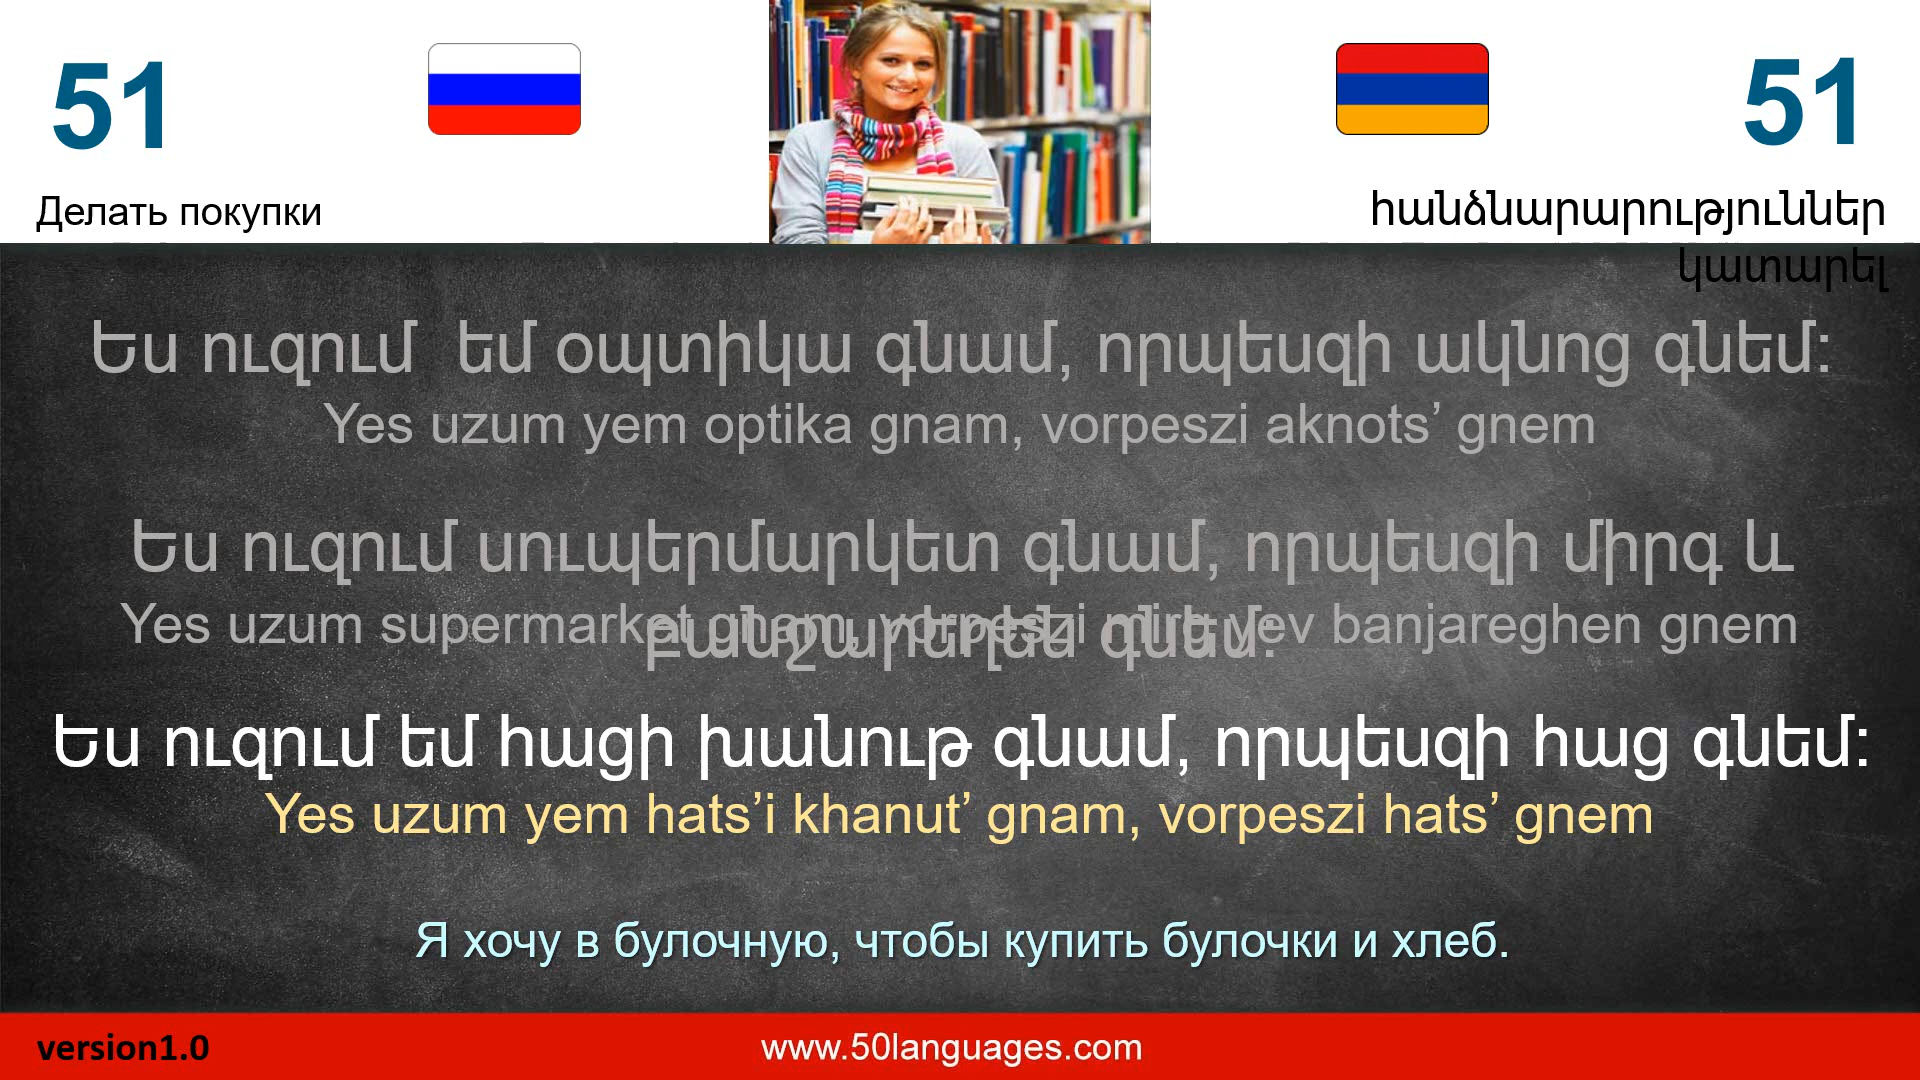 51
51
Делать покупки
հանձնարարություններ
կատարել
Ես ուզում  եմ օպտիկա գնամ, որպեսզի ակնոց գնեմ:
Yes uzum yem optika gnam, vorpeszi aknots’ gnem
Ես ուզում սուպերմարկետ գնամ, որպեսզի միրգ և
Yes uzum supermarket gnam, vorpeszi mirg yev banjareghen gnem
բանջարեղեն գնեմ:
Ես ուզում եմ հացի խանութ գնամ, որպեսզի հաց գնեմ:
Yes uzum yem hats’i khanut’ gnam, vorpeszi hats’ gnem
Я хочу в булочную, чтобы купить булочки и хлеб.
version1.0
www.50languages.com